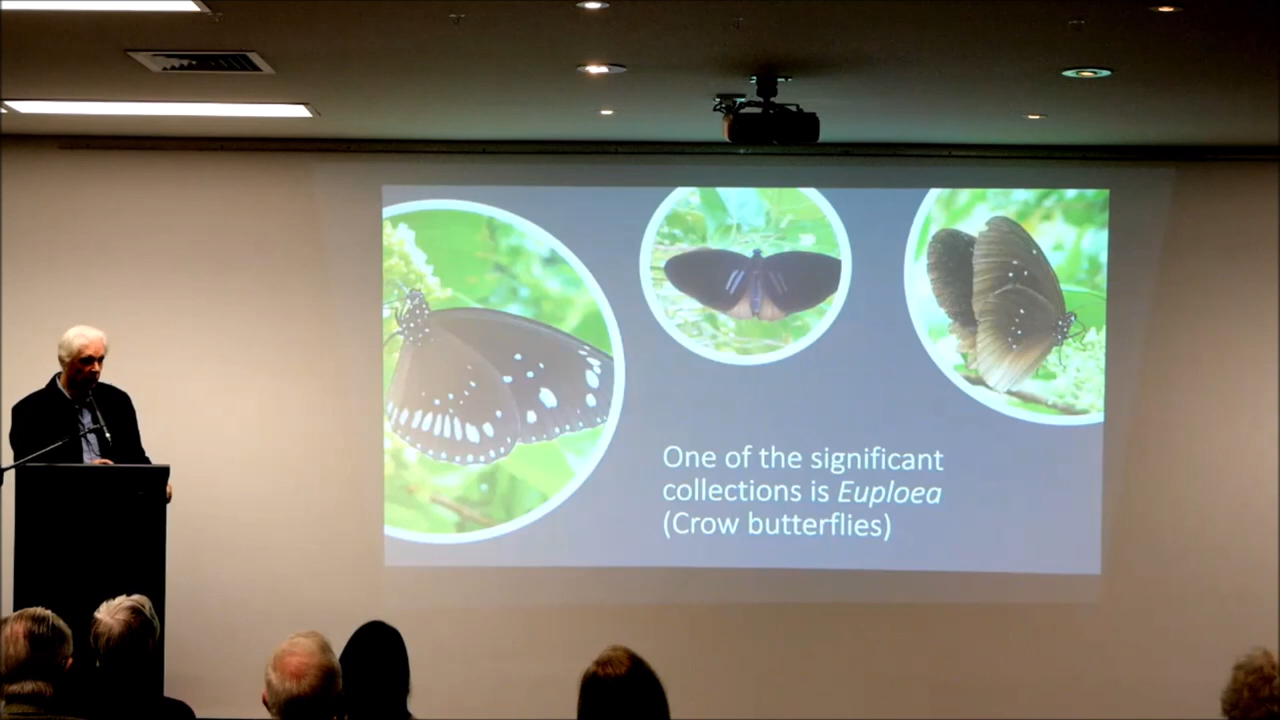 One of the significant
collections is Euploea
(Crow butterflies)